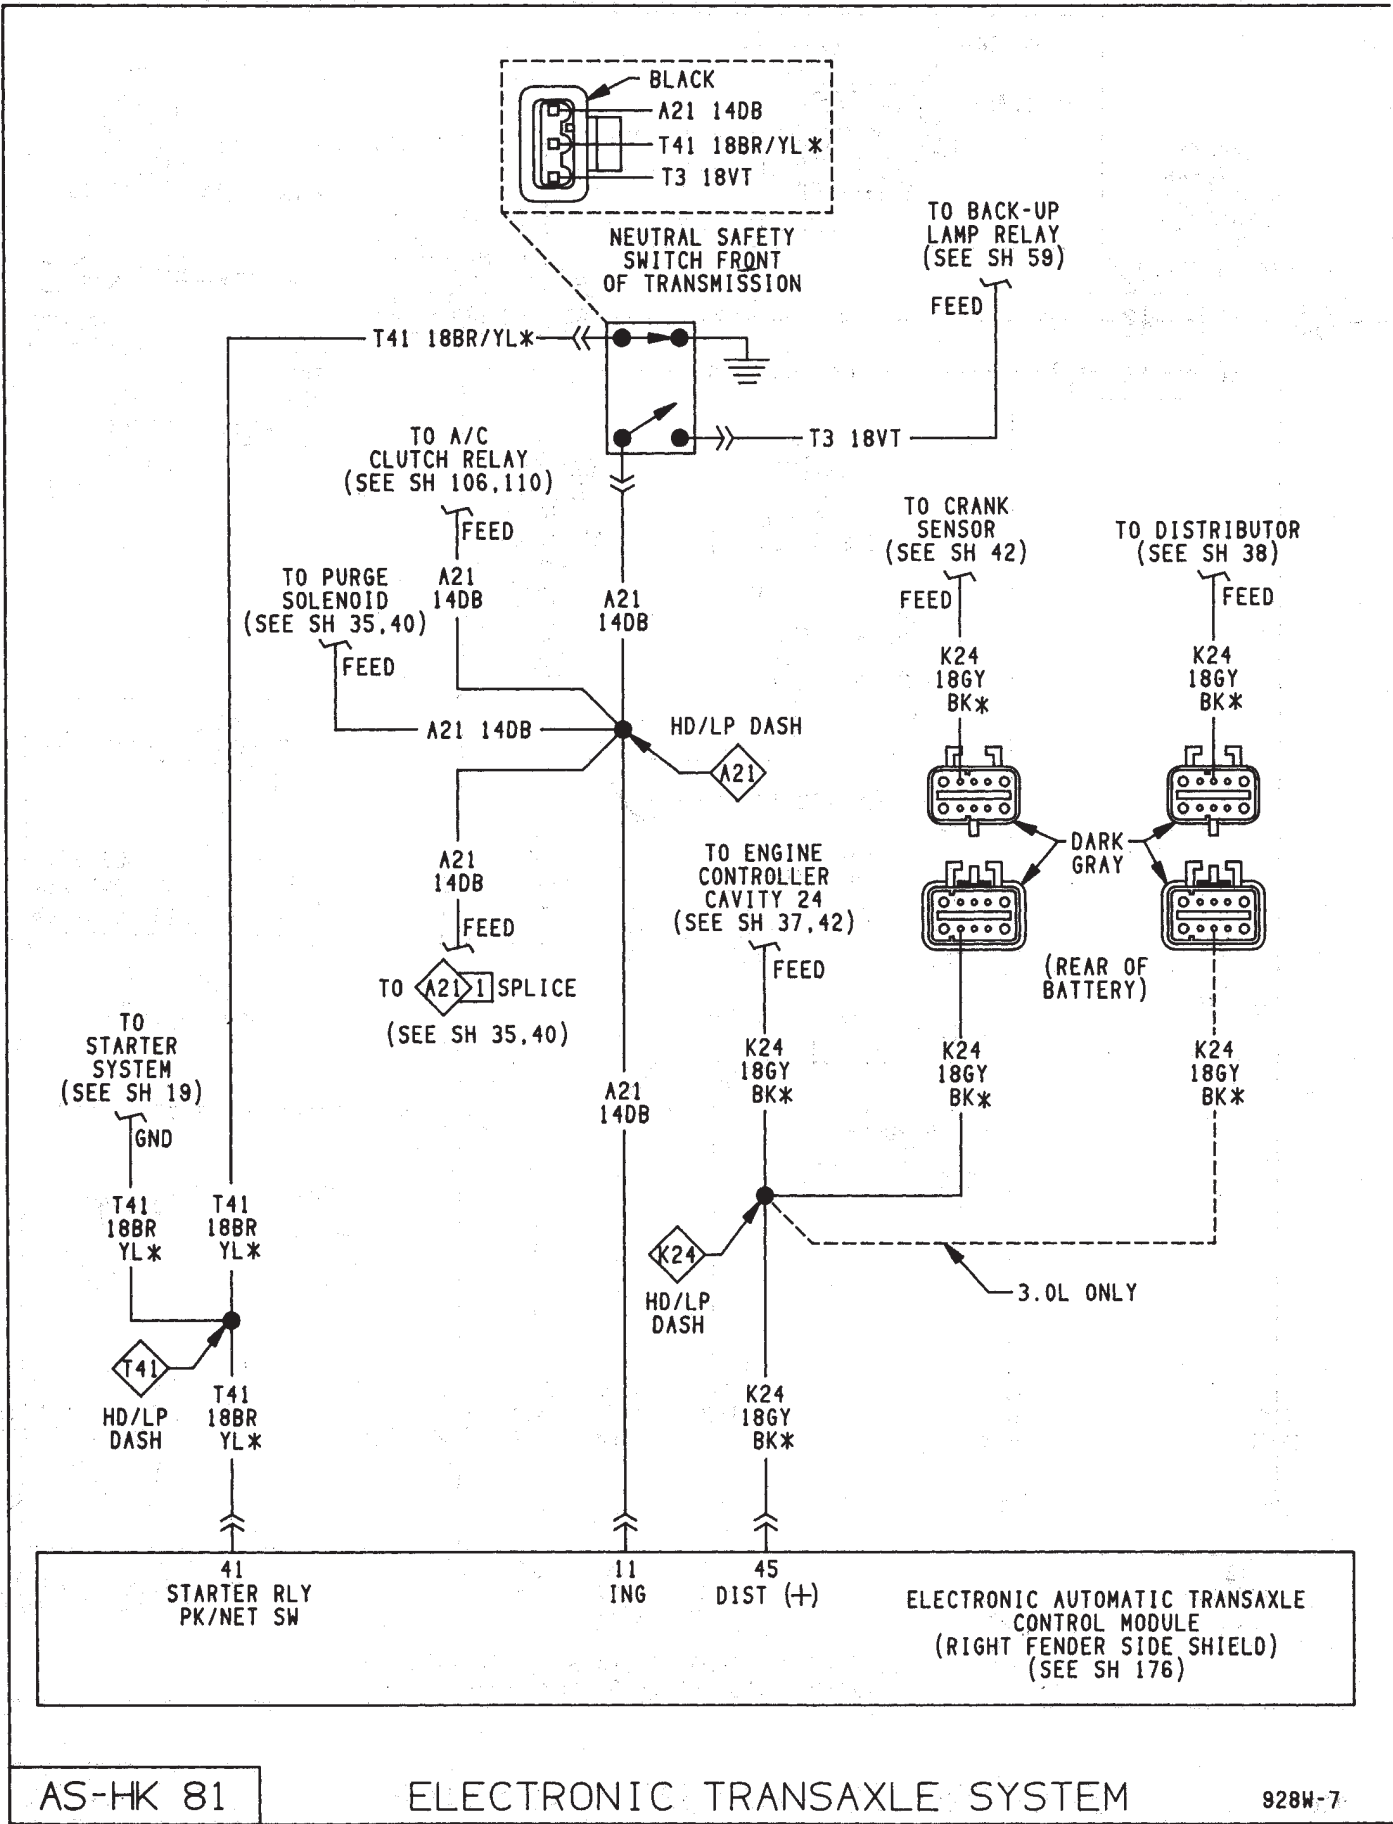 BLACK
A21 14DB
T41 18BR/YL*
T3 18VT
NEUTRAL SAFETY
SWITCH FRONT
OF TRANSMISSION
TO BACK-UP
LAMP RELAY
(SEE SH 59)
FEED
T41 18BR/YL*
T3 18VT
TO A/C
CLUTCH RELAY
(SEE SH 106,110)
FEED
A21
14DB
TO PURGE
SOLENOID
(SEE SH 35,40)
FEED
A21
14DB
TO CRANK
SENSOR
(SEE SH 42)
FEED
TO DISTRIBUTOR
(SEE SH 38)
FEED
K24
18GY
BK*
K24
18GY
BK*
A21 14DB
HD/LP DASH
A21
DARK
GRAY
A21
14DB
FEED
TO A21 1 SPLICE
(SEE SH 35,40)
TO ENGINE
CONTROLLER
CAVITY 24
(SEE SH 37,42)
FEED
(REAR OF
BATTERY)
TO
STARTER
SYSTEM
(SEE SH 19)
GND
A21
14DB
K24
18GY
BK*
K24
18GY
BK*
K24
18GY
BK*
T41
18BR
YL*
T41
18BR
YL*
K24
HD/LP
DASH
3.0L ONLY
T41
HD/LP
DASH
T41
18BR
YL*
K24
18GY
BK*
41
STARTER RLY
PK/NET SW
11
ING
45
DIST (+)
ELECTRONIC AUTOMATIC TRANSAXLE
CONTROL MODULE
(RIGHT FENDER SIDE SHIELD)
(SEE SH 176)
AS-HK 81
ELECTRONIC TRANSAXLE SYSTEM
928W-7